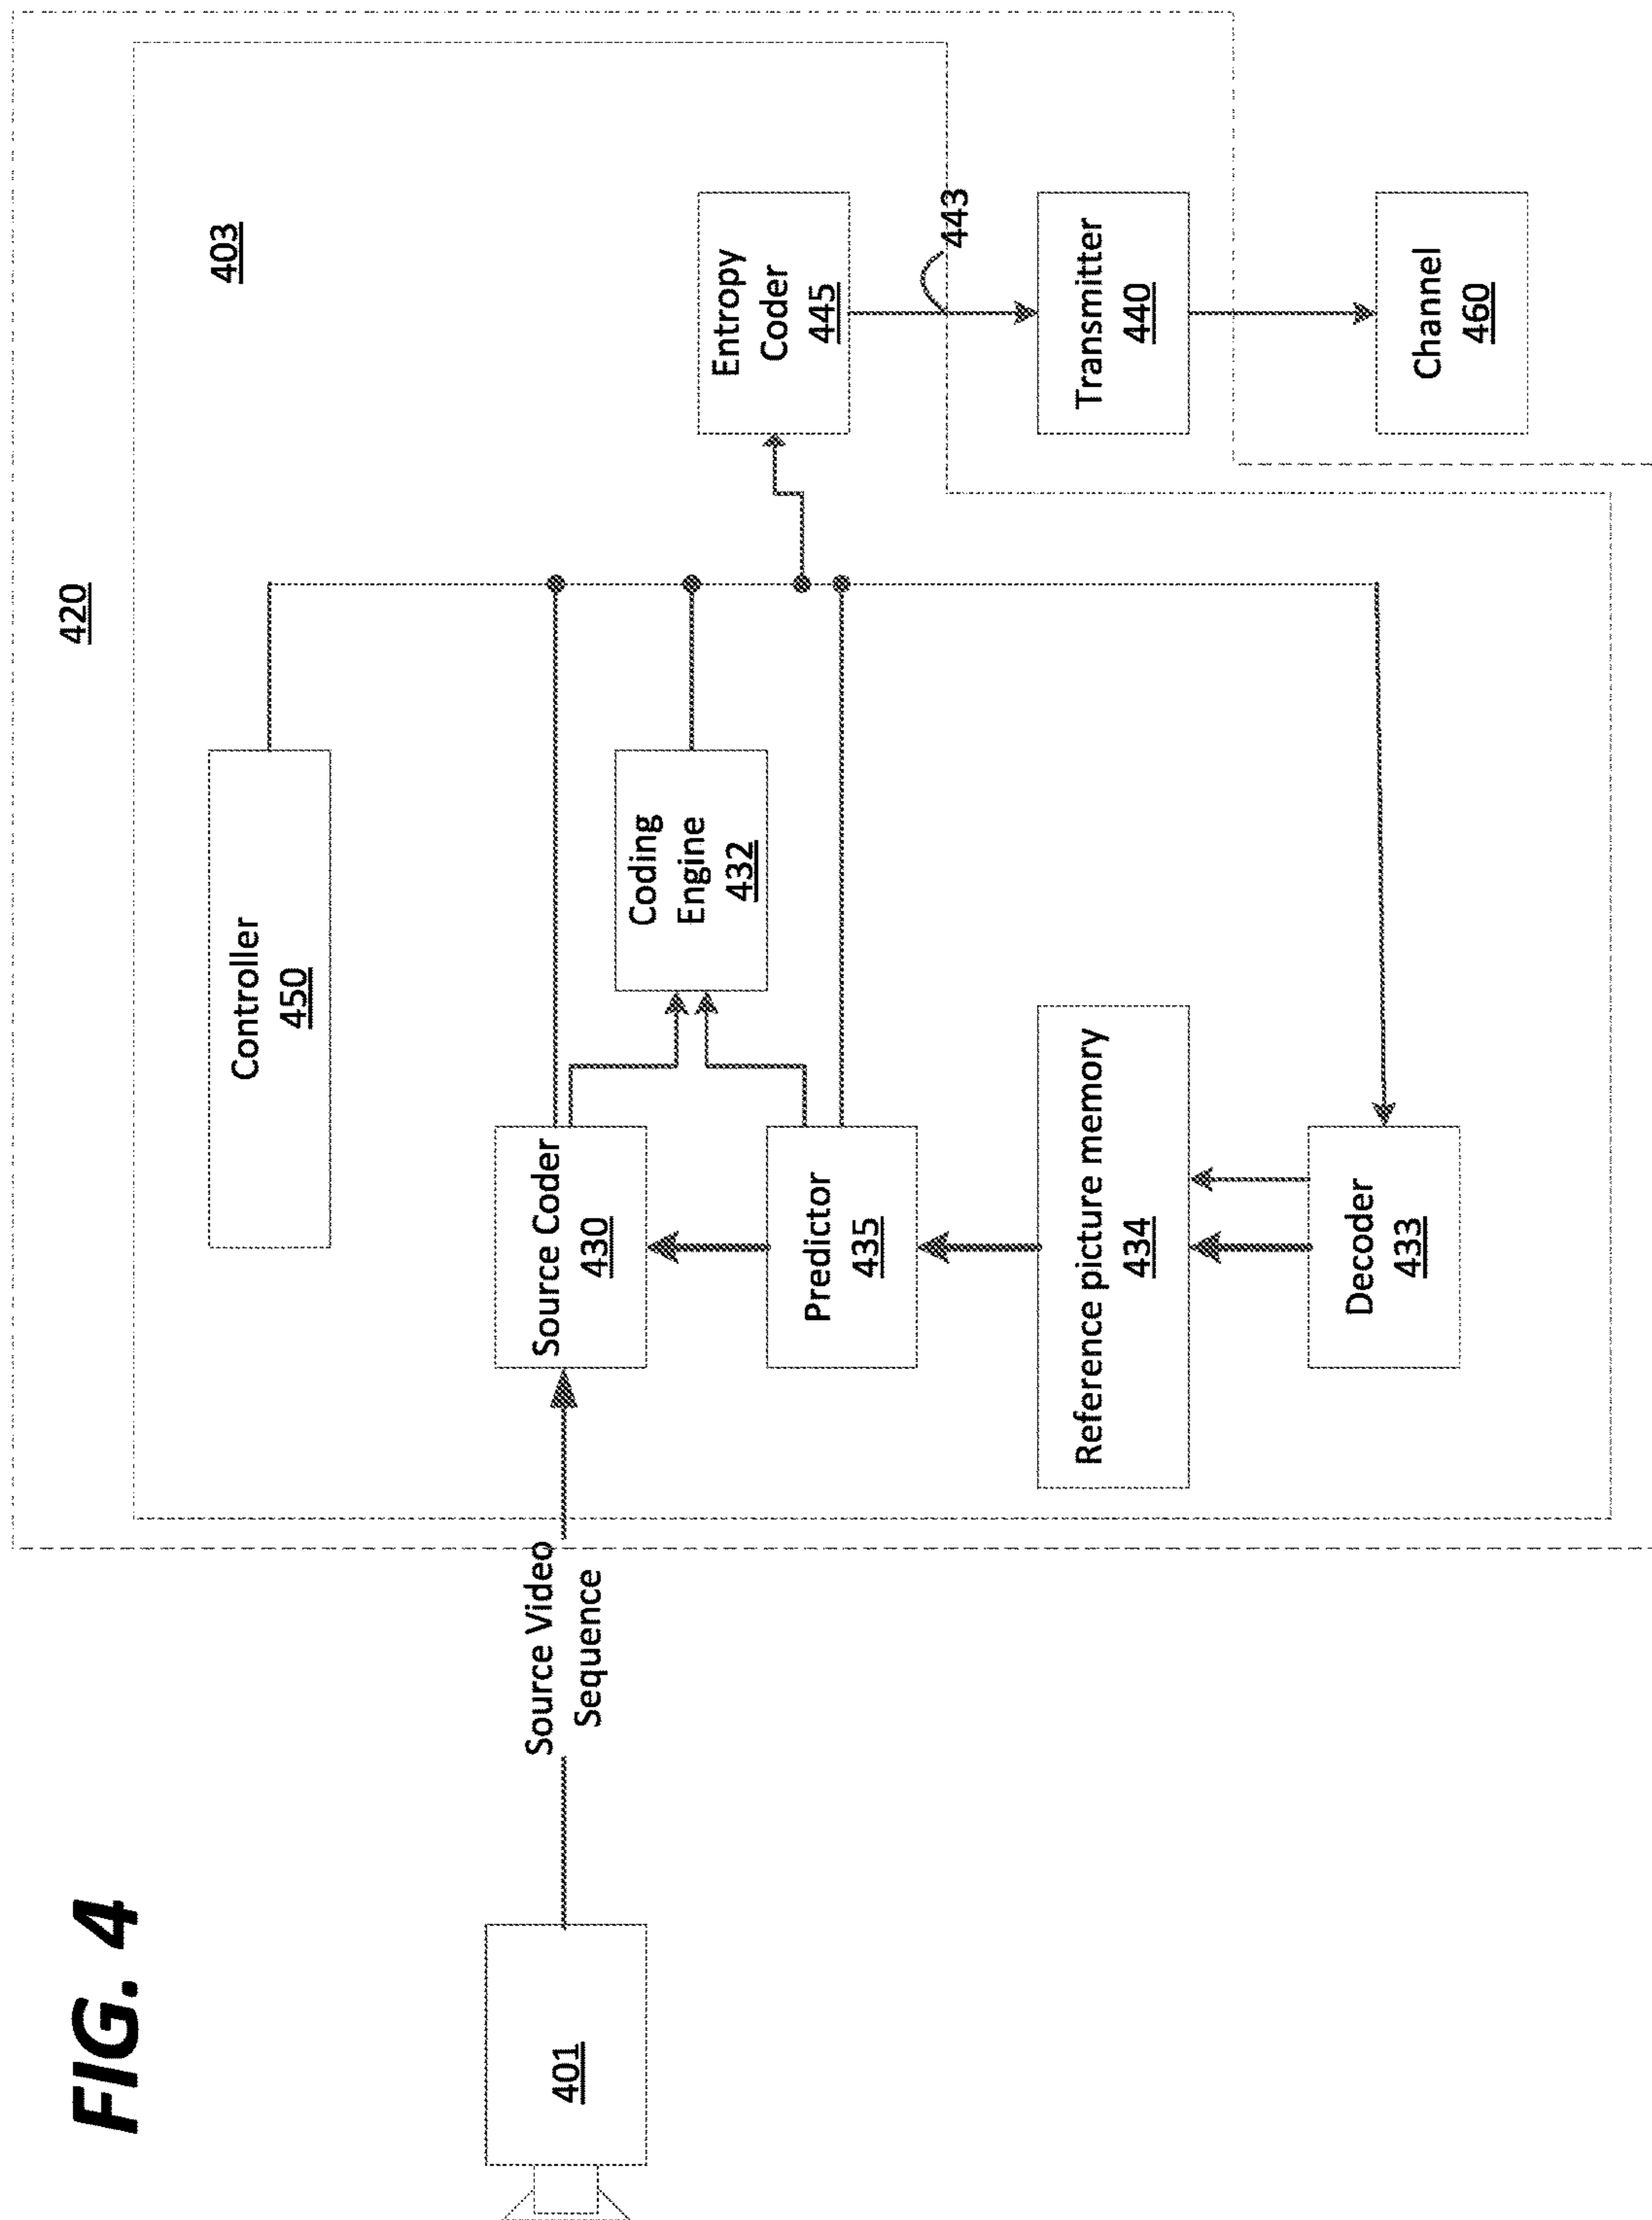 FIG. 4
420
403
Controller
450
401
Source Video
Sequence
Source Coder
430
Coding
Engine
432
Entropy
Coder
445
443
Predictor
435
Reference picture memory
434
Transmitter
440
Decoder
433
Channel
460